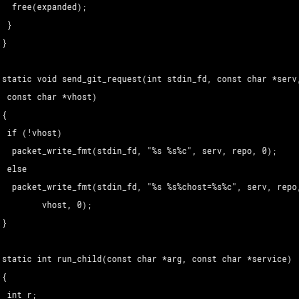 free(expanded);
}
}
static void send_git_request(int stdin_fd, const char *serv,
const char *vhost)
{
if (!vhost)
packet_write_fmt(stdin_fd, "%s %s%c", serv, repo, 0);
else
packet_write_fmt(stdin_fd, "%s %s%chost=%s%c", serv, repo,
vhost, 0);
}
static int run_child(const char *arg, const char *service)
{
int r;